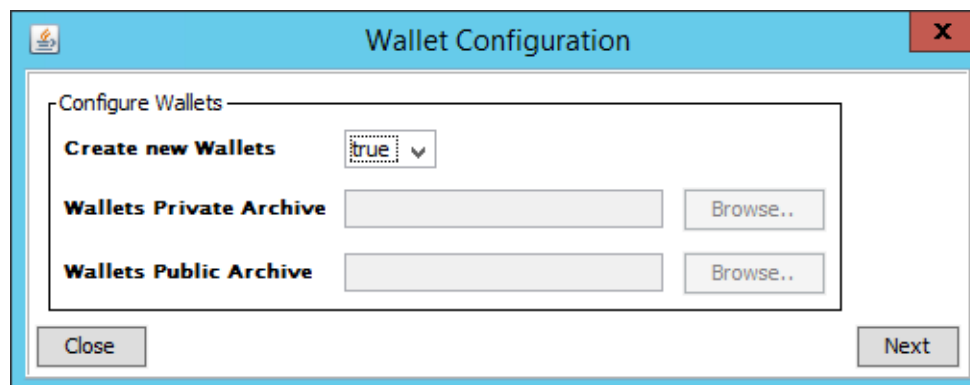 Wallet Configuration
X
Configure Wallets
Create new Wallets true
Wallets Private Archive Browse..
Wallets Public Archive Browse..
Close Next